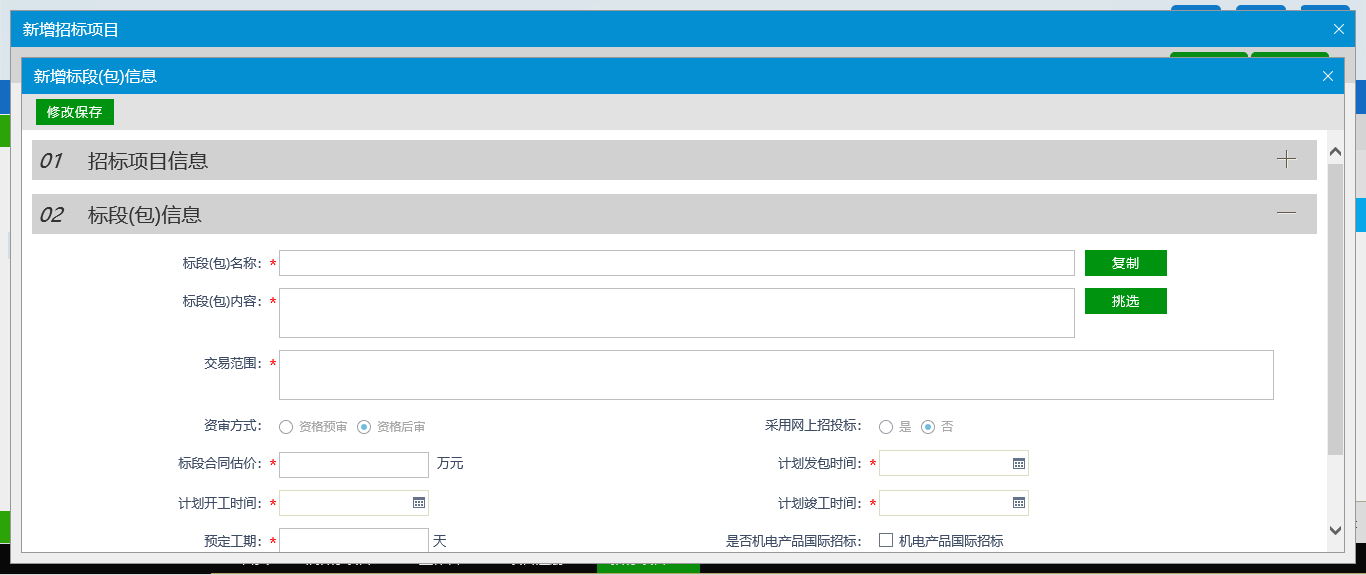 新增招标项目
新增标段(包)信息
修改保存
01 招标项目信息
02 标段(包)信息
标段(包)名称: * 复制
标段(包)内容: * 挑选
交易范围: *
资审方式: 资格预审 资格后审 采用网上招投标: 是 否
标段合同估价: * 万元 计划发包时间: *
计划开工时间: * 计划竣工时间: *
预定工期: * 天 是否机电产品国际招标: 机电产品国际招标